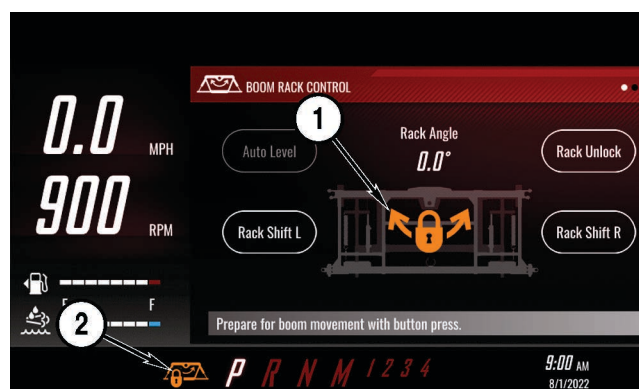 BOOM RACK CONTROL
1
0.0 MPH
Auto Level
Rack Angle
0.0°
Rack Unlock
900 RPM
Rack Shift L
Rack Shift R
F
2
Prepare for boom movement with button press.
P R N M 1 2 3 4
9:00 AM
8/1/2022